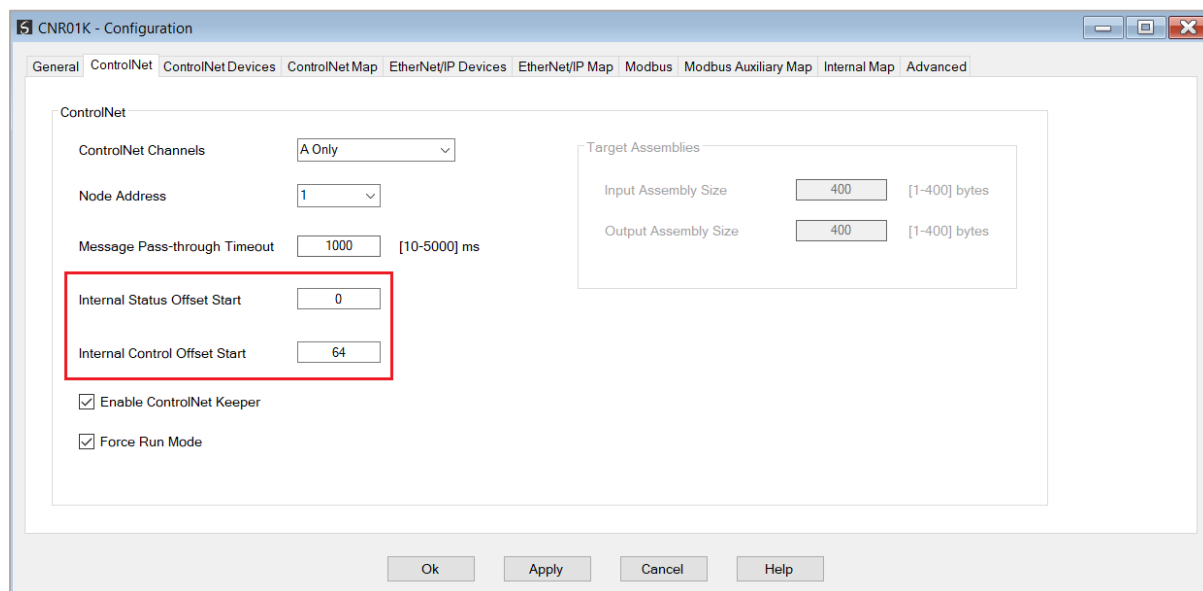 CNR01K - Configuration
General ControlNet ControlNet Devices ControlNet Map EtherNet/IP Devices EtherNet/IP Map Modbus Modbus Auxiliary Map Internal Map Advanced
ControlNet
ControlNet Channels A Only
Node Address 1
Message Pass-through Timeout 1000 [10-5000] ms
Internal Status Offset Start 0
Internal Control Offset Start 64
Enable ControlNet Keeper
Force Run Mode
Target Assemblies
Input Assembly Size 400 [1-400] bytes
Output Assembly Size 400 [1-400] bytes
Ok Apply Cancel Help